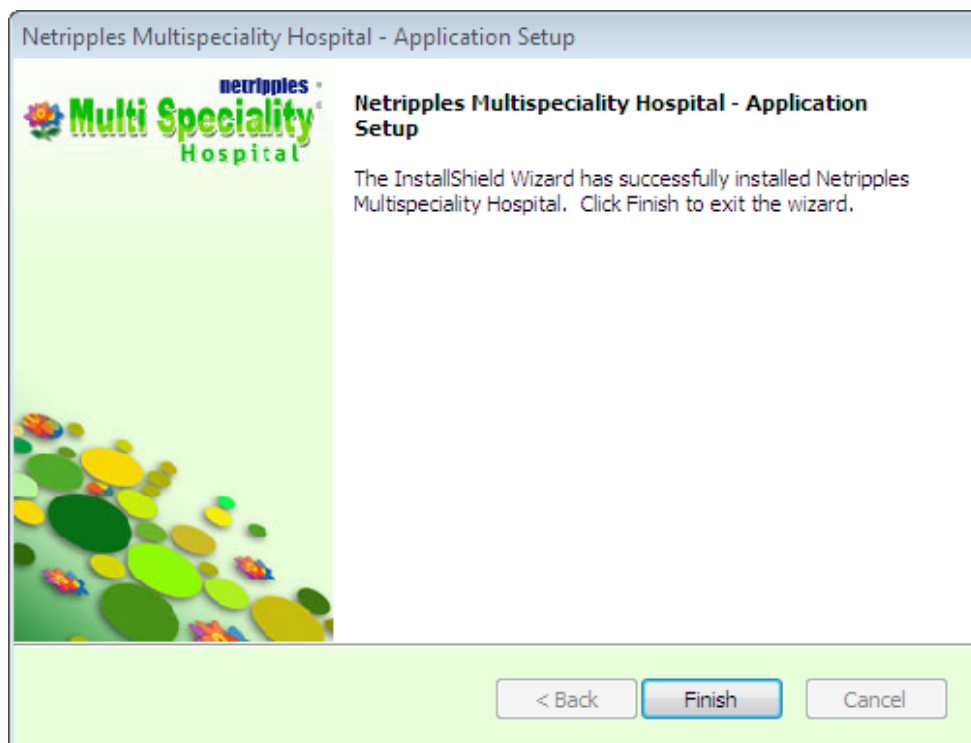 Netripples Multispeciality Hospital - Application Setup
netripples
Multi Speciality
Hospital
Netripples Multispeciality Hospital - Application
Setup
The InstallShield Wizard has successfully installed Netripples
Multispeciality Hospital. Click Finish to exit the wizard.
< Back Finish Cancel